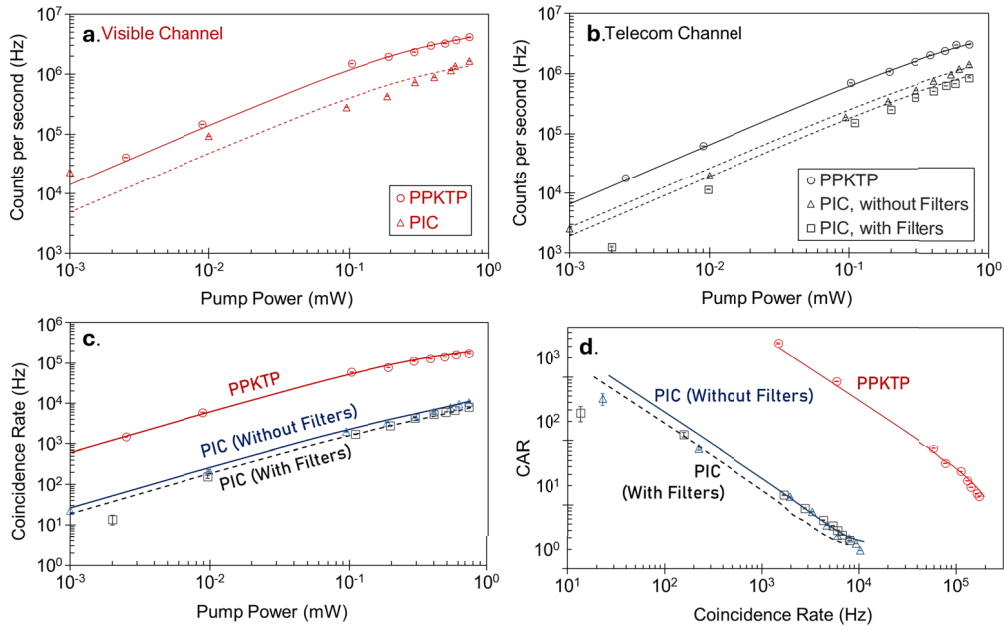 a. Visible Channel
Counts per second (Hz)
10^7
10^6
10^5
10^4
10^3
PPKTP
PIC
10^-3
10^-2
10^-1
10^0
Pump Power (mW)
b. Telecom Channel
Counts per second (Hz)
10^7
10^6
10^5
10^4
10^3
PPKTP
PIC, without Filters
PIC, with Filters
10^-3
10^-2
10^-1
10^0
Pump Power (mW)
c.
Coincidence Rate (Hz)
10^6
10^5
10^4
10^3
10^2
10^1
10^0
PPKTP
PIC (Without Filters)
PIC (With Filters)
10^-3
10^-2
10^-1
10^0
Pump Power (mW)
d.
CAR
10^3
10^2
10^1
10^0
PIC (Without Filters)
PPKTP
PIC
(With Filters)
10^1
10^3
10^4
10^5
Coincidence Rate (Hz)